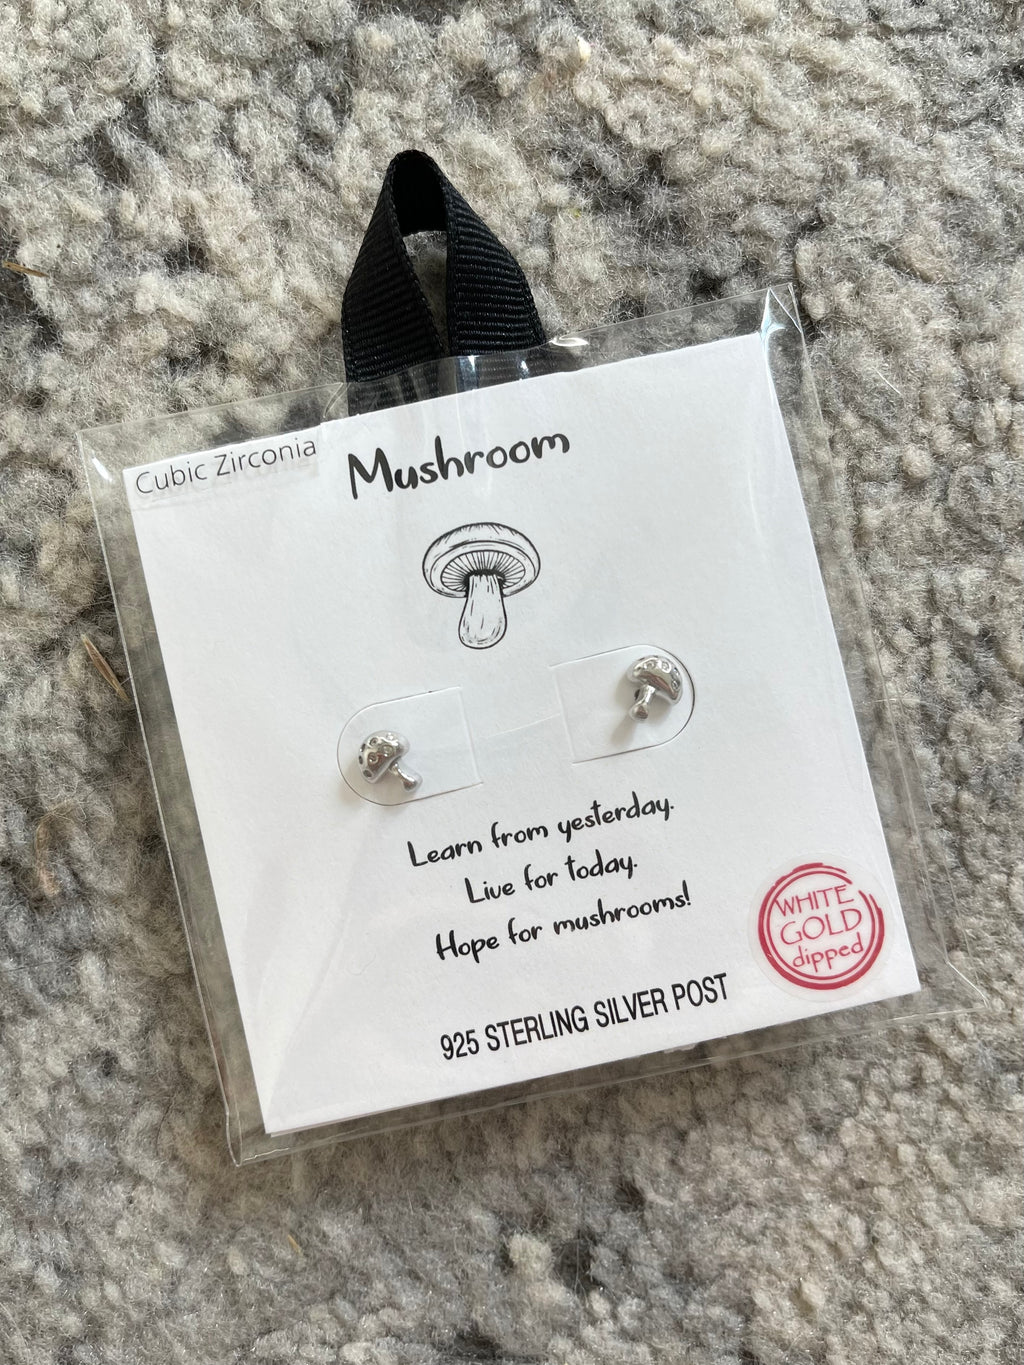 Cubic Zirconia
Mushroom
Learn from yesterday.
Live for today.
Hope for mushrooms!
WHITE
GOLD
dipped
925 STERLING SILVER POST